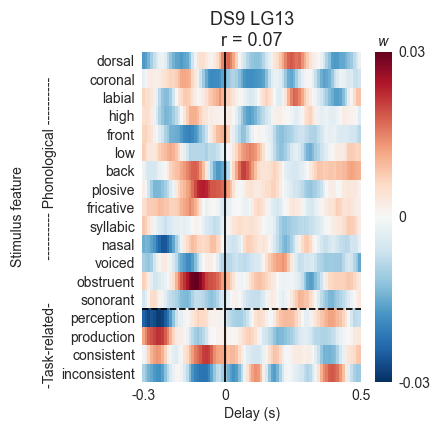 DS9 LG13
r = 0.07
w
dorsal
coronal
labial
high
front
low
back
plosive
fricative
syllabic
nasal
voiced
obstruent
sonorant
perception
production
consistent
inconsistent
Stimulus feature
-Task-related- ----------- Phonological ----------
-0.3 0 0.5
Delay (s)
0.03
0
-0.03